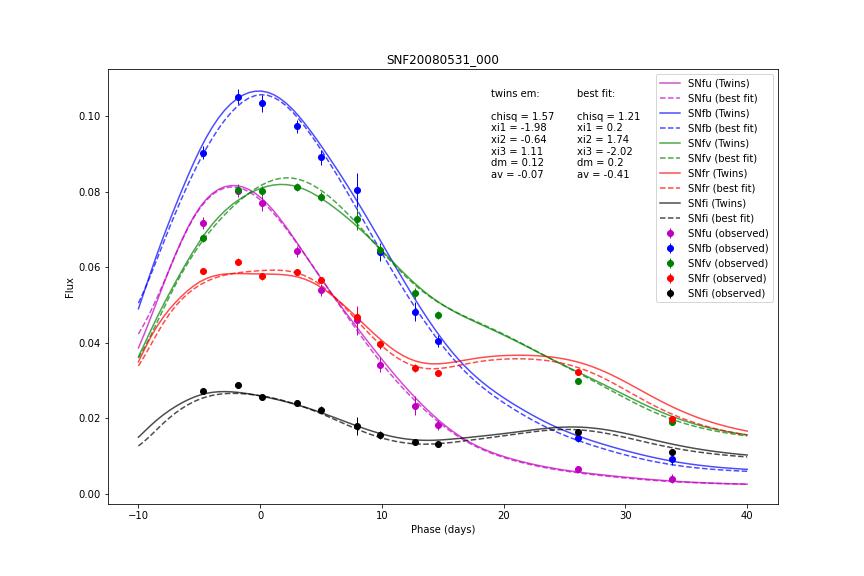 SNF20080531_000
twins em: best fit:
chisq = 1.57 chisq = 1.21
xi1 = -1.98 xi1 = 0.2
xi2 = -0.64 xi2 = 1.74
xi3 = 1.11 xi3 = -2.02
dm = 0.12 dm = 0.2
av = -0.07 av = -0.41
SNfu (Twins)
SNfu (best fit)
SNfb (Twins)
SNfb (best fit)
SNfv (Twins)
SNfv (best fit)
SNfr (Twins)
SNfr (best fit)
SNfi (Twins)
SNfi (best fit)
SNfu (observed)
SNfb (observed)
SNfv (observed)
SNfr (observed)
SNfi (observed)
Flux
0.10
0.08
0.06
0.04
0.02
0.00
−10 0 10 20 30 40
Phase (days)